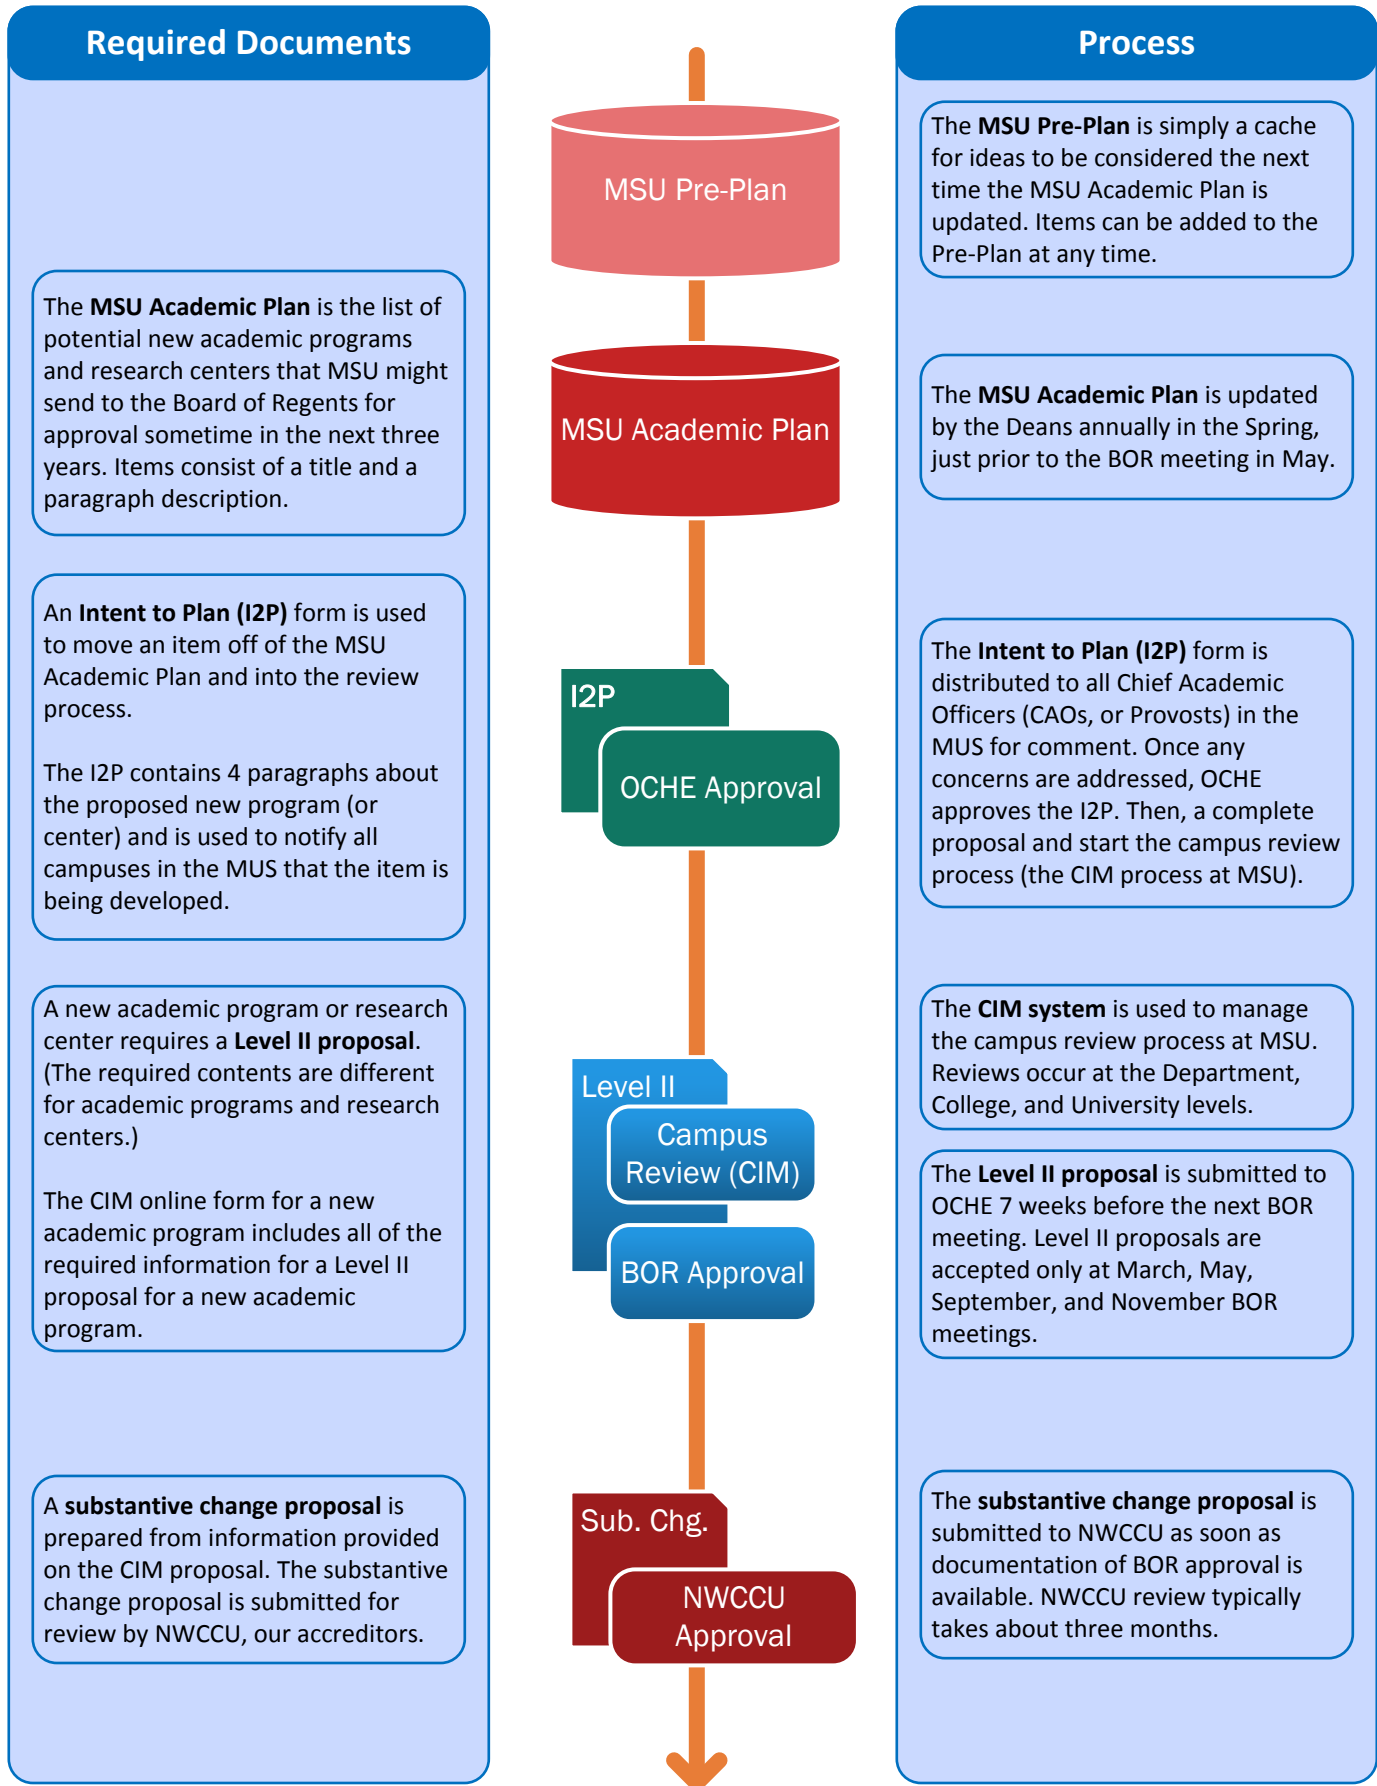 Required Documents
The MSU Academic Plan is the list of
potential new academic programs
and research centers that MSU might
send to the Board of Regents for
approval sometime in the next three
years. Items consist of a title and a
paragraph description.
An Intent to Plan (I2P) form is used
to move an item off of the MSU
Academic Plan and into the review
process.
The I2P contains 4 paragraphs about
the proposed new program (or
center) and is used to notify all
campuses in the MUS that the item is
being developed.
A new academic program or research
center requires a Level II proposal.
(The required contents are different
for academic programs and research
centers.)
The CIM online form for a new
academic program includes all of the
required information for a Level II
proposal for a new academic
program.
A substantive change proposal is
prepared from information provided
on the CIM proposal. The substantive
change proposal is submitted for
review by NWCCU, our accreditors.
MSU Pre-Plan
MSU Academic Plan
I2P
OCHE Approval
Level II
Campus
Review (CIM)
BOR Approval
Sub. Chg.
NWCCU
Approval
Process
The MSU Pre-Plan is simply a cache
for ideas to be considered the next
time the MSU Academic Plan is
updated. Items can be added to the
Pre-Plan at any time.
The MSU Academic Plan is updated
by the Deans annually in the Spring,
just prior to the BOR meeting in May.
The Intent to Plan (I2P) form is
distributed to all Chief Academic
Officers (CAOs, or Provosts) in the
MUS for comment. Once any
concerns are addressed, OCHE
approves the I2P. Then, a complete
proposal and start the campus review
process (the CIM process at MSU).
The CIM system is used to manage
the campus review process at MSU.
Reviews occur at the Department,
College, and University levels.
The Level II proposal is submitted to
OCHE 7 weeks before the next BOR
meeting. Level II proposals are
accepted only at March, May,
September, and November BOR
meetings.
The substantive change proposal is
submitted to NWCCU as soon as
documentation of BOR approval is
available. NWCCU review typically
takes about three months.